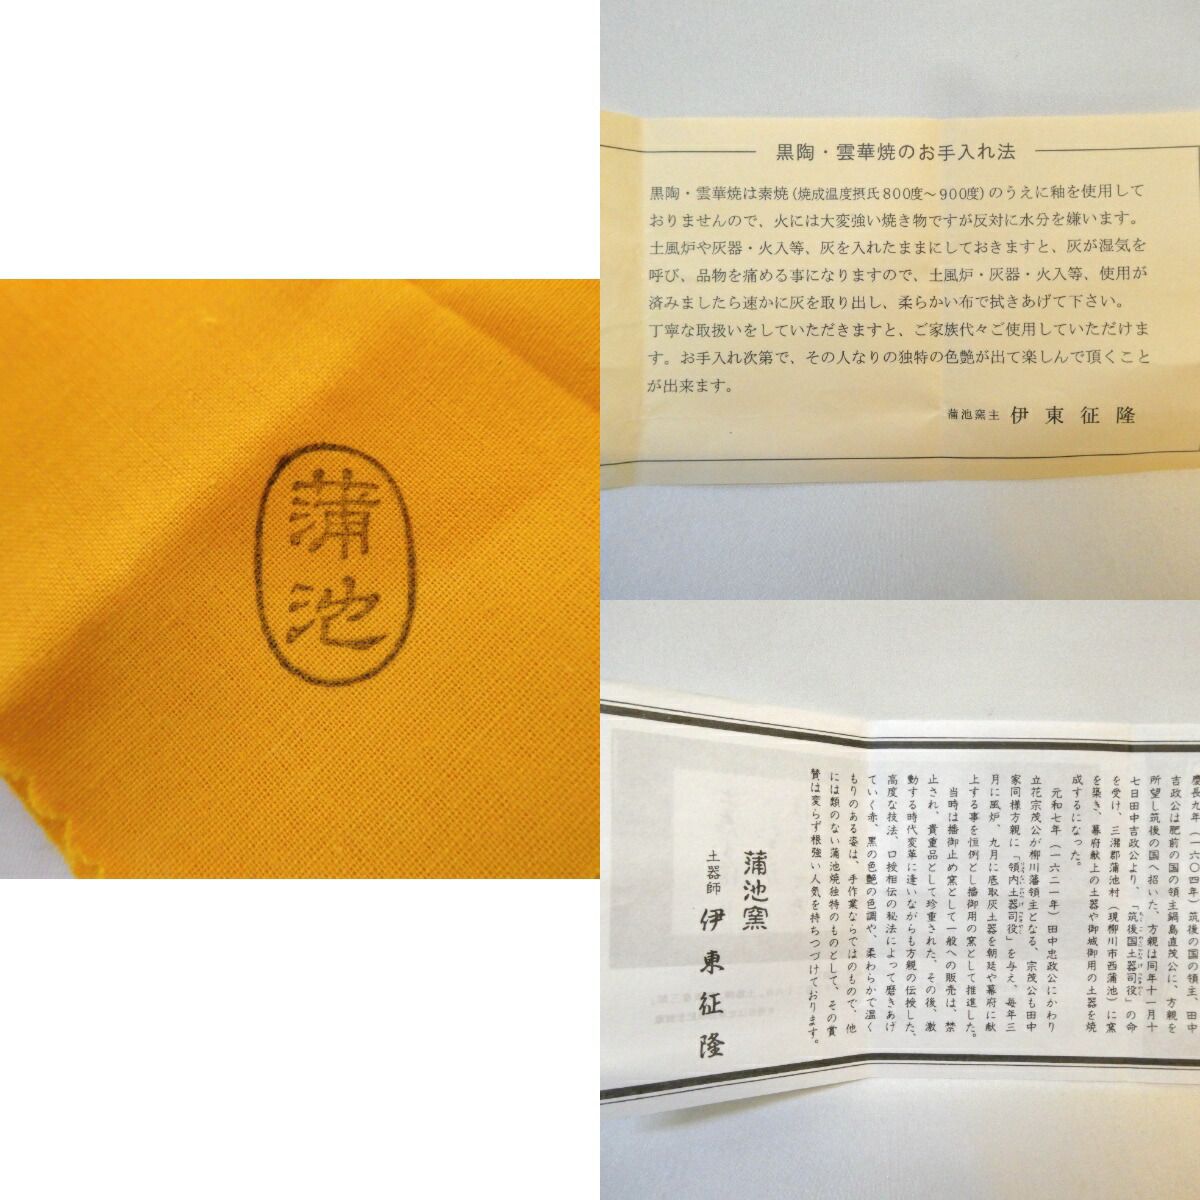 蒲池
黒陶・雲華焼のお手入れ法
黒陶・雲華焼は素焼(焼成温度摂氏800度〜900度)のうえに釉を使用して
おりませんので、火には大変強い焼き物ですが反対に水分を嫌います。
土風炉や灰器・火入等、灰を入れたままにしておきますと、灰が湿気を
呼び、品物を痛める事になりますので、土風炉・灰器・火入等、使用が
済みましたら速かに灰を取り出し、柔らかい布で拭きあげて下さい。
丁寧な取扱いをしていただきますと、ご家族代々ご使用していただけま
す。お手入れ次第で、その人なりの独特の色艶が出て楽しんで頂くこと
が出来ます。
蒲池窯主 伊東征隆
慶長九年(一六〇四年)筑後の国の領主、田中
吉政公は肥前の国の領主鍋島直茂公に、方親を
所望し筑後の国へ招いた、方親は同年十一月十
七日田中吉政公より、「筑後国土器司役」の命
を受け、三潴郡蒲池村(現柳川市西蒲池)に窯
を築き、幕府献上の土器や御城御用の土器を焼
成するになった。
元和七年(一六二一年)田中忠政公にかわり
立花宗茂公が柳川藩領主となる、宗茂公も田中
家同様方親に「領内土器司役」を与え、毎年三
月に風炉、九月に底取灰土器を朝廷や幕府に献
上する事を恒例とし播御用の窯として推進した。
当時は播御止め窯として一般への販売は、禁
止され、貴重品として珍重された、その後、激
動する時代変革に逢いながらも方親の伝授した、
高度な技法、口授相伝の秘法によって磨きあげ
ていく赤、黒の色艶の色調や、柔わらかで温く
もりのある姿は、手作業ならではのもので、他
には類のない蒲池焼独特のものとして、その賞
賛は変らず根強い人気を持ちつづけております。
蒲池窯
土器師 伊東征隆